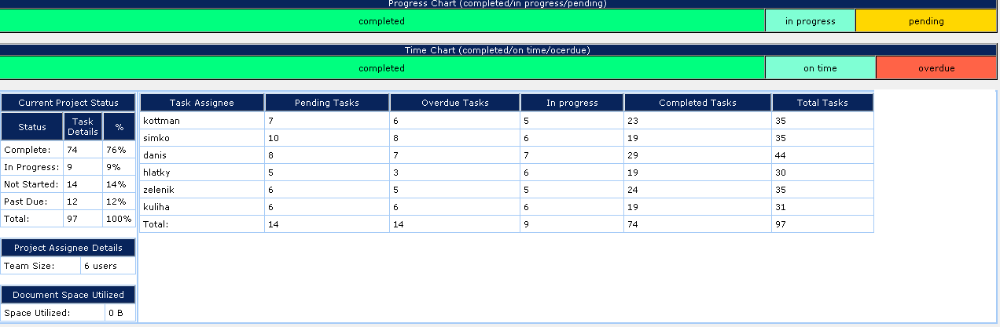 Progress Chart (completed/in progress/pending)
completed in progress pending
Time Chart (completed/on time/ocerdue)
completed on time overdue
Current Project Status
Status Task Details %
Complete: 74 76%
In Progress: 9 9%
Not Started: 14 14%
Past Due: 12 12%
Total: 97 100%
Project Assignee Details
Team Size: 6 users
Document Space Utilized
Space Utilized: 0 B
Task Assignee Pending Tasks Overdue Tasks In progress Completed Tasks Total Tasks
kottman 7 6 5 23 35
simko 10 8 6 19 35
danis 8 7 7 29 44
hlatky 5 3 6 19 30
zelenik 6 5 5 24 35
kuliha 6 6 6 19 31
Total: 14 14 9 74 97